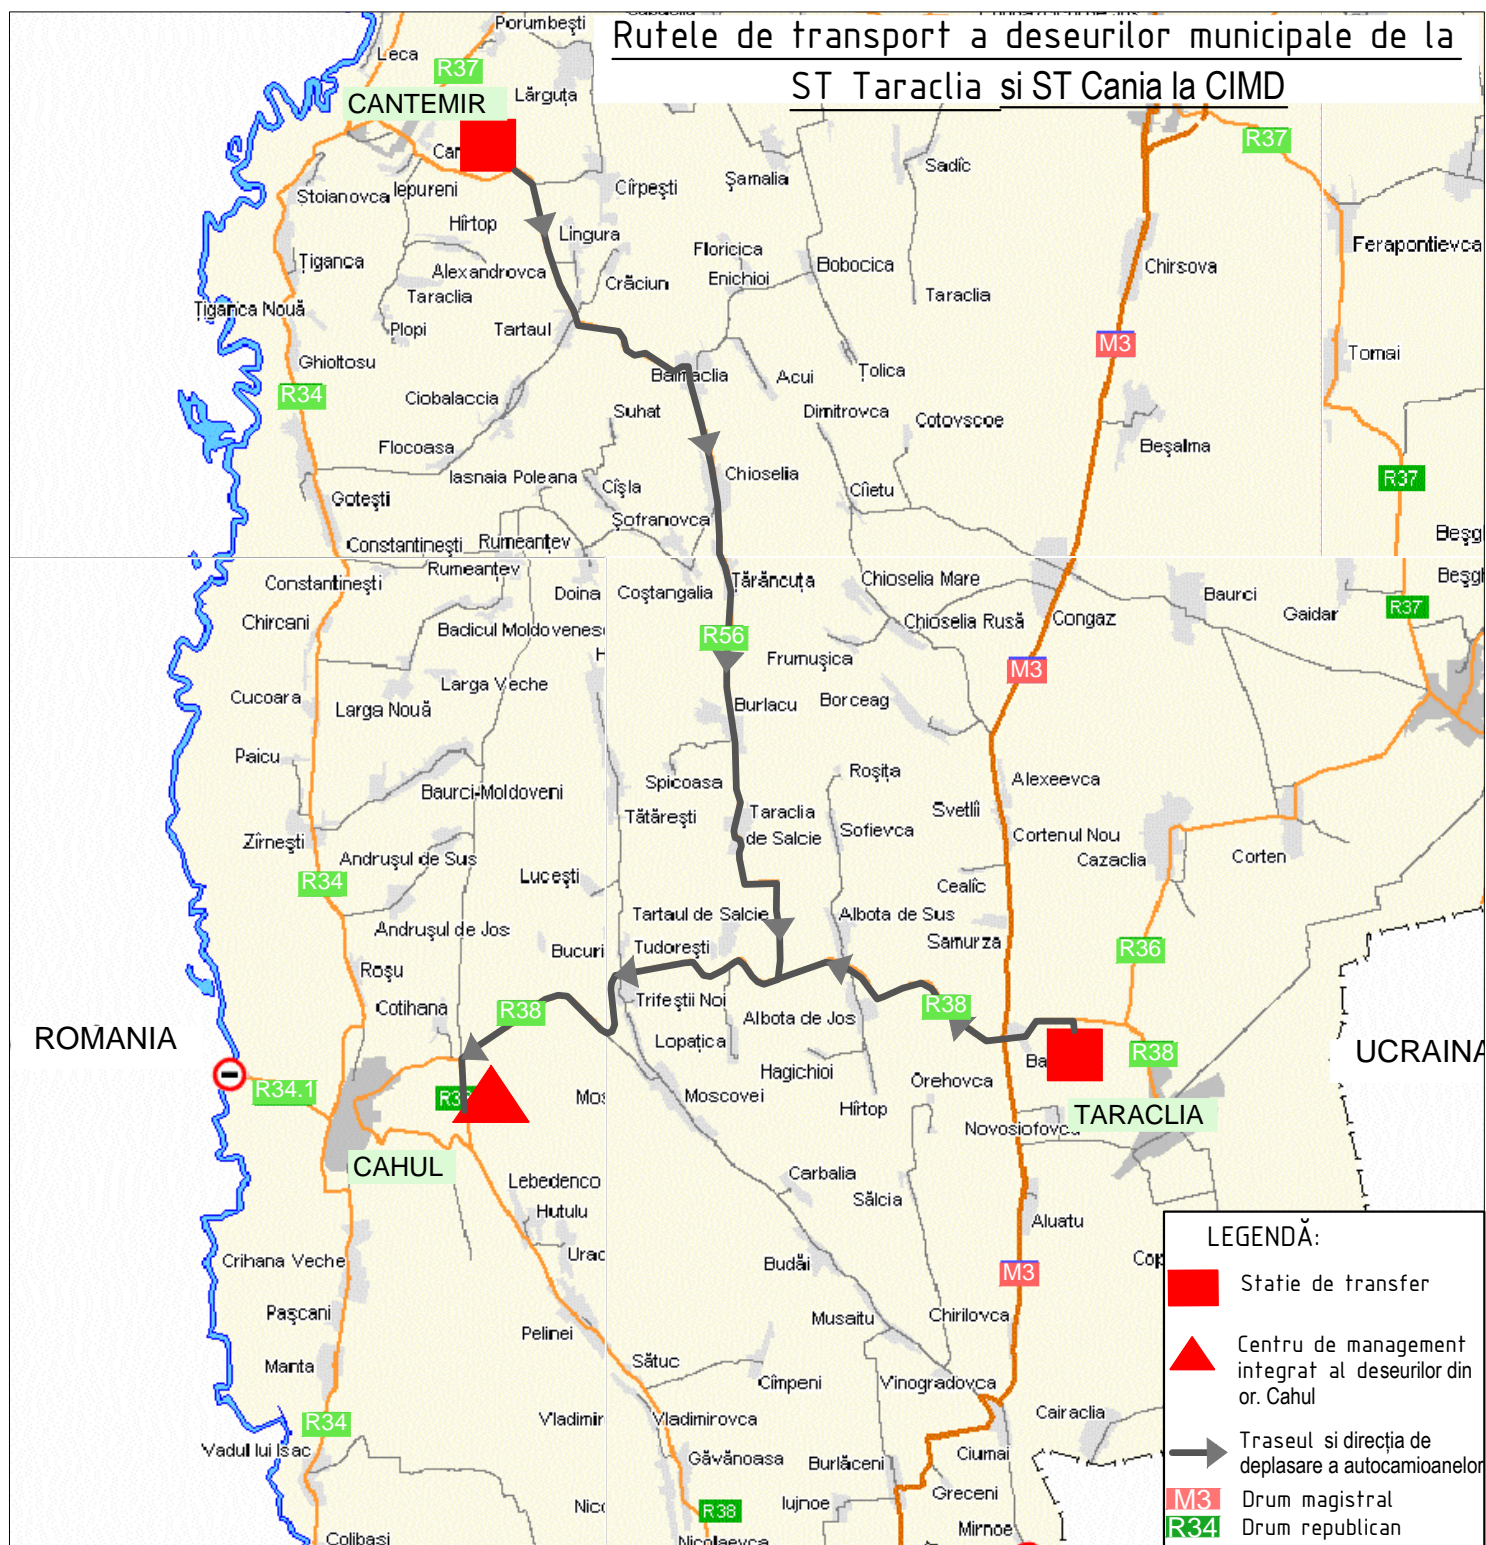 Rutele de transport a deseurilor municipale de la
ST Taraclia si ST Cania la CIMD
Porumbeşti
Leca
R37
Lărguţa
CANTEMIR
R37
Sadîc
Şamalia
Cîrpeşti
Iepureni
Stoianovca
Hîrtop
Lingura
Floricica
Ferapontievca
Ţiganca
Alexandrovca
Enichioi
Bobocica
Chirsova
Crăciun
Taraclia
Taraclia
Ţiganca Nouă
Plopi
Tartaul
M3
Tomai
Ghioltosu
Baimaclia
Acui
Ţolica
R34
Ciobalaccia
Suhat
Dimitrovca
Cotovscoe
Flocoasa
Beşalma
Iasnaia Poleana
Cîşla
Chioselia
Cîietu
R37
Goteşti
Şofranovca
Constantineşti
Rumeanţev
Beşg
Rumeanţev
Constantineşti
Doina
Coştangalia
Ţărăncuţa
Chioselia Mare
Baurci
Gaidar
Beşgl
R37
Chircani
Badicul Moldovenesc
R56
Chioselia Rusă
Congaz
Frumuşica
M3
Larga Veche
Cucoara
Larga Nouă
Burlacu
Borceag
Paicu
Spicoasa
Roşiţa
Alexeevca
Baurci-Moldoveni
Tătăreşti
Taraclia
de Salcie
Sofievca
Svetlîi
Cortenul Nou
Zîrneşti
Andruşul de Sus
Cazaclia
Corten
R34
Luceşti
Cealîc
Tartaul de Salcie
Albota de Sus
Andruşul de Jos
Bucuri
Tudoreşti
Samurza
R36
Roşu
Cotihana
R38
Trifeştii Noi
Albota de Jos
R38
ROMANIA
Lopaţica
R38
UCRAINA
Hagichioi
Orehovca
R34.1
Moscovei
Hîrtop
TARACLIA
Novosiofovca
CAHUL
Lebedenco
Carbalia
Sălcia
Hutulu
Aluatu
LEGENDĂ:
Crihana Veche
Budăi
M3
Statie de transfer
Paşcani
Musaitu
Chirilovca
Pelinei
Centru de management
integrat al deseurilor din
or. Cahul
Manta
Sătuc
Cîmpeni
Vinogradovca
R34
Vladimir
Vladimirovca
Cairaclia
Vadul lui Isac
Găvănoasa
Burlăceni
Ciumai
Traseul si direcţia de
deplasare a autocamioanelor
Greceni
R38
Iujnoe
M3 Drum magistral
Mirnoe
R34 Drum republican
Colibaşi
Nicolaevca